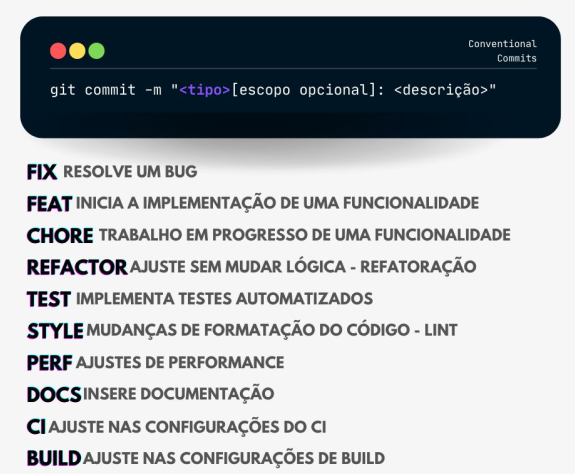 Conventional
Commits
git commit -m "<tipo>[escopo opcional]: <descrição>"
FIX RESOLVE UM BUG
FEAT INICIA A IMPLEMENTAÇÃO DE UMA FUNCIONALIDADE
CHORE TRABALHO EM PROGRESSO DE UMA FUNCIONALIDADE
REFACTOR AJUSTE SEM MUDAR LÓGICA - REFATORAÇÃO
TEST IMPLEMENTA TESTES AUTOMATIZADOS
STYLE MUDANÇAS DE FORMATAÇÃO DO CÓDIGO - LINT
PERF AJUSTES DE PERFORMANCE
DOCS INSERE DOCUMENTAÇÃO
CI AJUSTE NAS CONFIGURAÇÕES DO CI
BUILD AJUSTE NAS CONFIGURAÇÕES DE BUILD